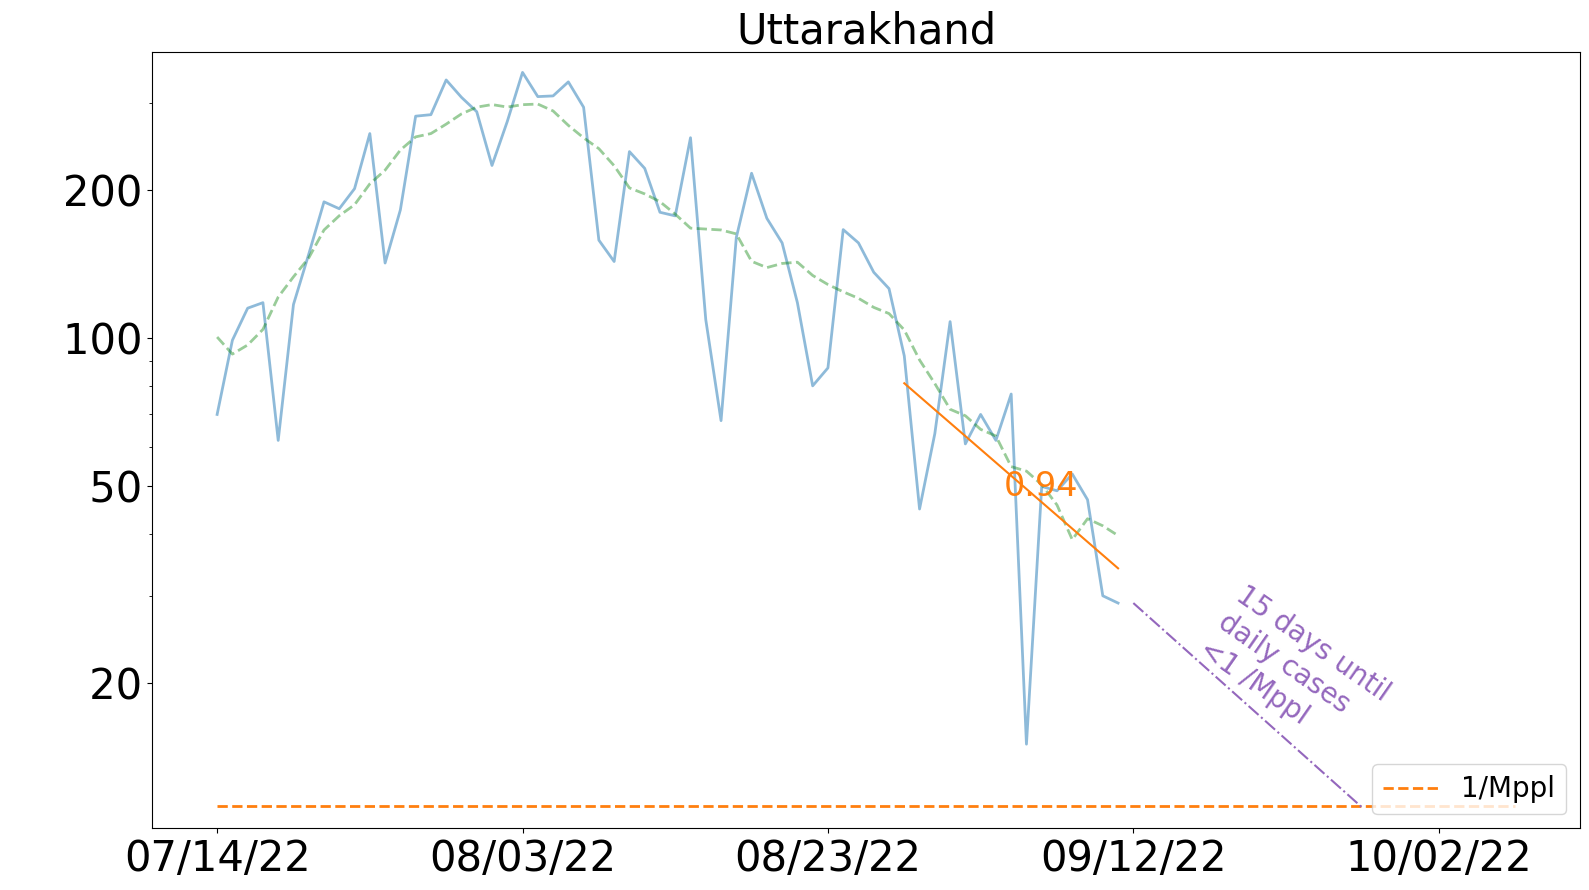 Uttarakhand
200
100
50
20
0.94
15 days until
daily cases
<1 /Mppl
1/Mppl
07/14/22
08/03/22
08/23/22
09/12/22
10/02/22